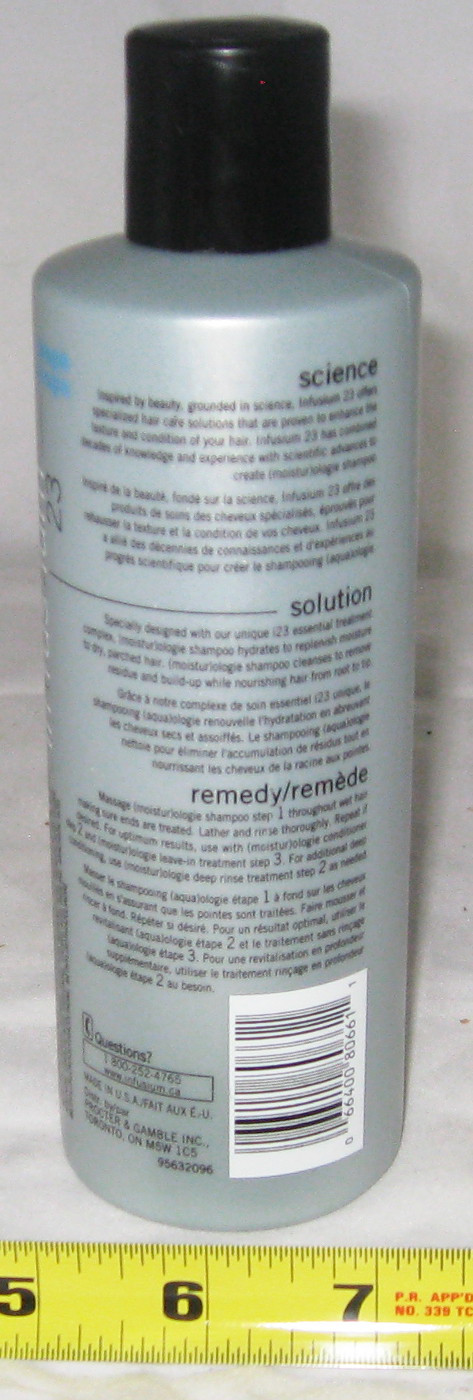 science
Inspired by beauty, grounded in science, Infusium 23 offers
specialized hair care solutions that are proven to enhance the
texture and condition of your hair. Infusium 23 has combined
decades of knowledge and experience with scientific advances to
create (moisture)ologie shampoo
Inspiré de la beauté, fondé sur la science, Infusium 23 offre des
produits de soins des cheveux spécialisés, éprouvés pour
rehausser la texture et la condition de vos cheveux. Infusium 23
a allié des décennies de connaissances et d'expériences au
progrès scientifique pour créer le shampooing (aqua)ologie
23
solution
Specially designed with our unique i23 essential treatment
complex, (moisture)ologie shampoo hydrates to replenish moisture
to dry, parched hair. (moisture)ologie shampoo cleanses to remove
residue and build-up while nourishing hair from root to tip.
Grâce à notre complexe de soin essentiel i23 unique, le
shampooing (aqua)ologie renouvelle l'hydratation en abreuvant
les cheveux secs et assoiffés. Le shampooing (aqua)ologie
nettoie pour éliminer l'accumulation de résidus tout en
nourrissant les cheveux de la racine aux pointes.
remedy/remède
Massage (moisture)ologie shampoo step 1 throughout wet hair
making sure ends are treated. Lather and rinse thoroughly. Repeat if
desired. For optimum results, use with (moisture)ologie conditioner
step 2 and (moisture)ologie leave-in treatment step 3. For additional deep
conditioning, use (moisture)ologie deep rinse treatment step 2 as needed.
Masser le shampooing (aqua)ologie étape 1 à fond sur les cheveux
mouillés en s'assurant que les pointes sont traitées. Faire mousser et
rincer à fond. Répéter si désiré. Pour un résultat optimal, utiliser le
revitalisant (aqua)ologie étape 2 et le traitement sans rinçage
(aqua)ologie étape 3. Pour une revitalisation en profondeur
supplémentaire, utiliser le traitement rinçage en profondeur
(aqua)ologie étape 2 au besoin.
Questions?
1 800-252-4765
www.infusium.ca
MADE IN U.S.A./FAIT AUX É.-U.
Distr. by/par
PROCTER & GAMBLE INC.,
TORONTO, ON M5W 1C5
95632096
0 66400 80661 1
5 6 7
P.R. APP'D
NO. 339 TC